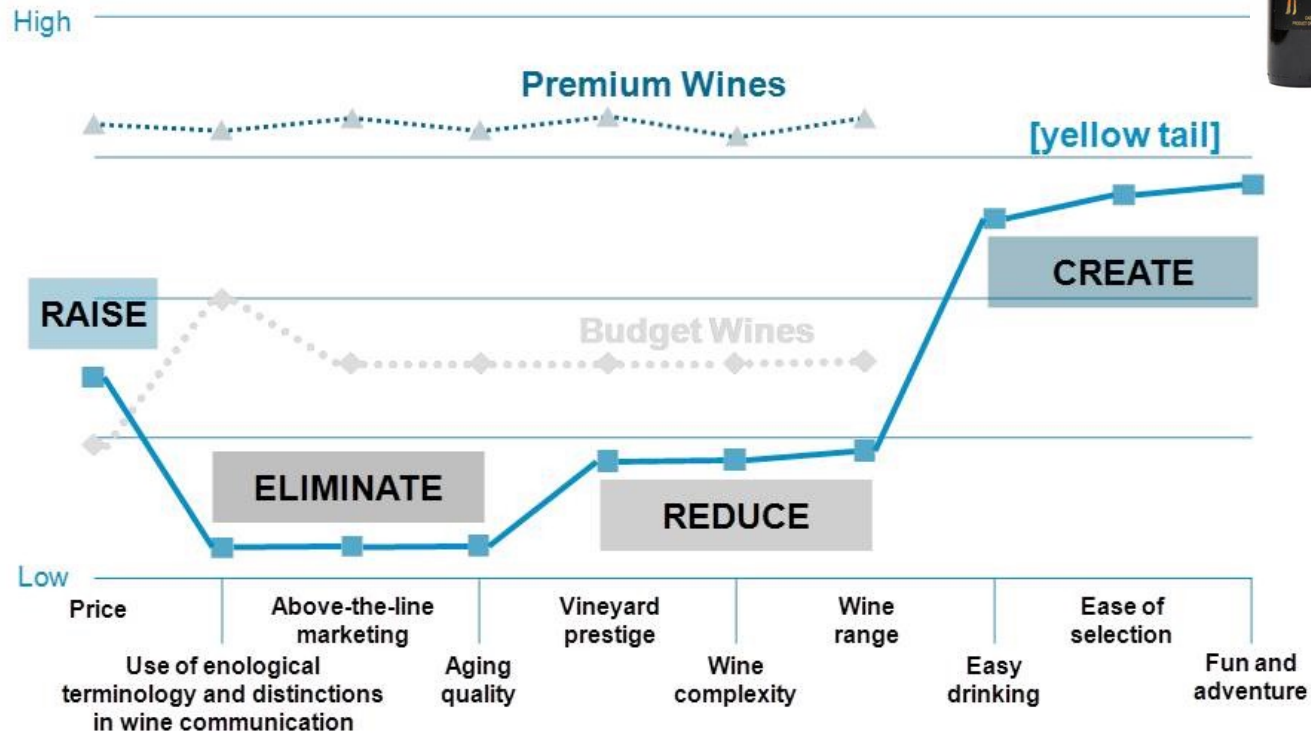 High
Premium Wines
[yellow tail]
CREATE
RAISE
Budget Wines
ELIMINATE
REDUCE
Low
Price
Use of enological
terminology and distinctions
in wine communication
Above-the-line
marketing
Aging
quality
Vineyard
prestige
Wine
complexity
Wine
range
Easy
drinking
Ease of
selection
Fun and
adventure